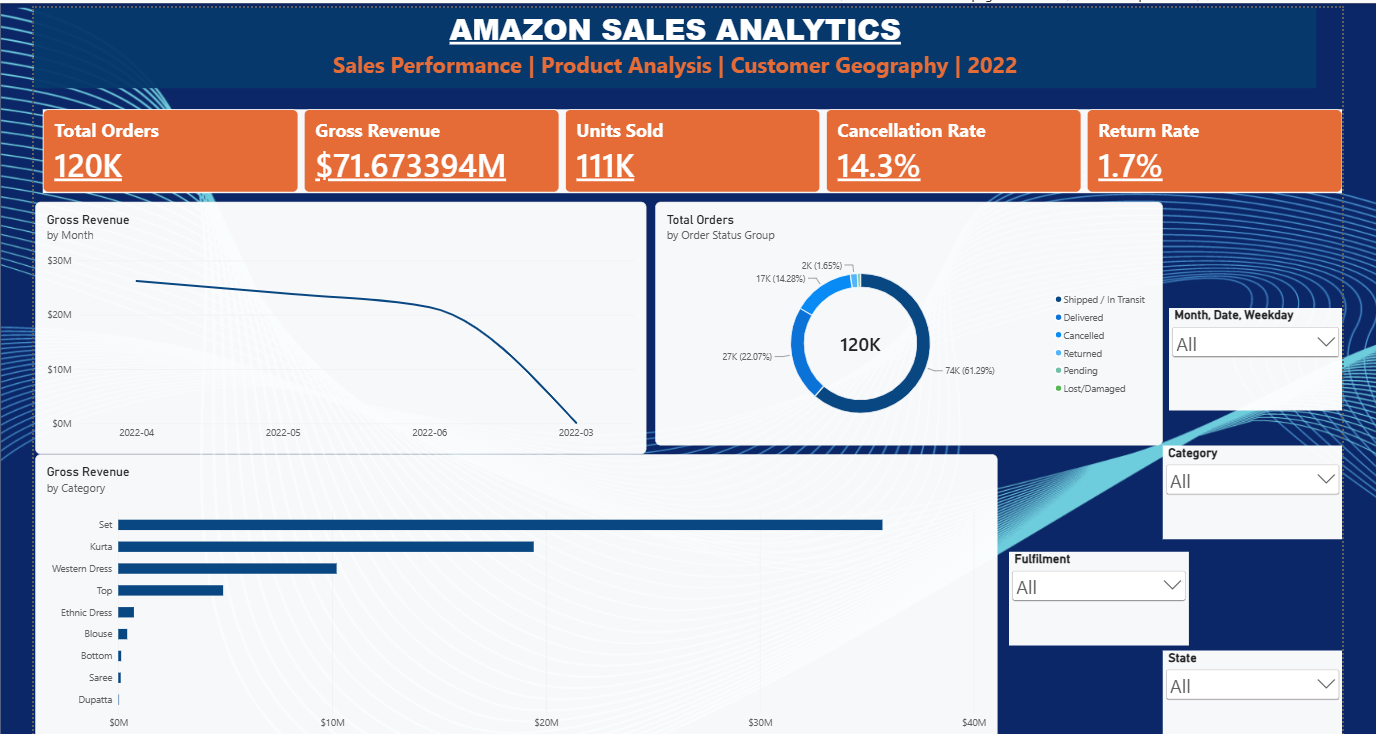 AMAZON SALES ANALYTICS
Sales Performance | Product Analysis | Customer Geography | 2022
Total Orders
120K
Gross Revenue
$71.673394M
Units Sold
111K
Cancellation Rate
14.3%
Return Rate
1.7%
Gross Revenue
by Month
$30M
$20M
$10M
$0M
2022-04
2022-05
2022-06
2022-03
Total Orders
by Order Status Group
2K (1.65%)
17K (14.28%)
27K (22.07%)
120K
74K (61.29%)
Shipped / In Transit
Delivered
Cancelled
Returned
Pending
Lost/Damaged
Month, Date, Weekday
All
Gross Revenue
by Category
Set
Kurta
Western Dress
Top
Ethnic Dress
Blouse
Bottom
Saree
Dupatta
$0M
$10M
$20M
$30M
$40M
Category
All
Fulfilment
All
State
All